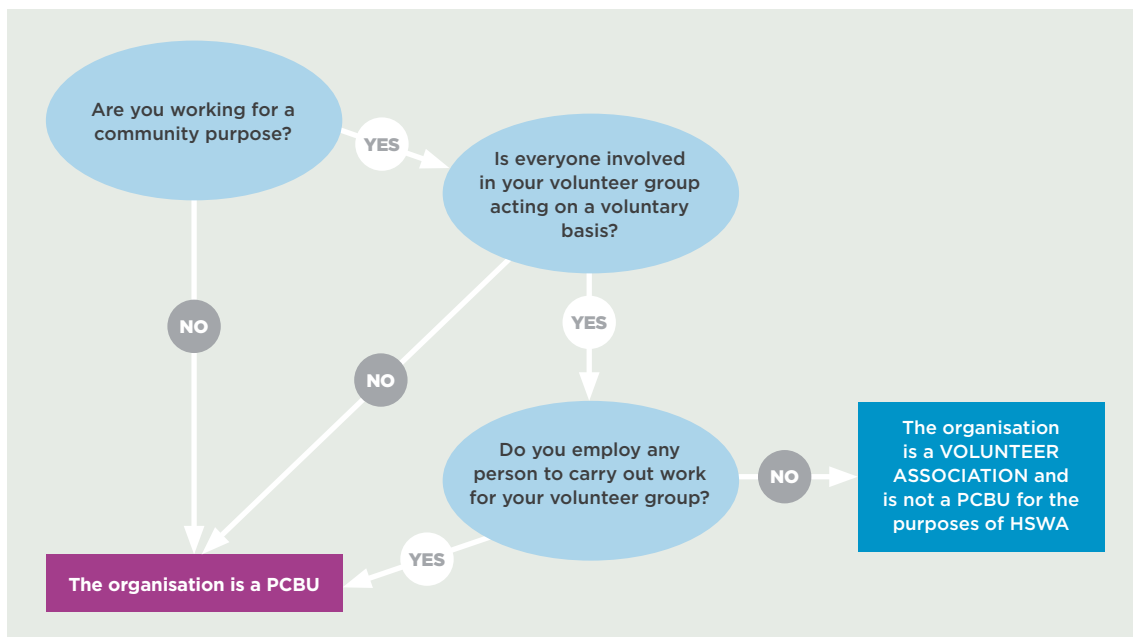 Are you working for a
community purpose?
YES
Is everyone involved
in your volunteer group
acting on a voluntary
basis?
NO
YES
NO
Do you employ any
person to carry out work
for your volunteer group?
NO
The organisation
is a VOLUNTEER
ASSOCIATION and
is not a PCBU for the
purposes of HSWA
YES
The organisation is a PCBU